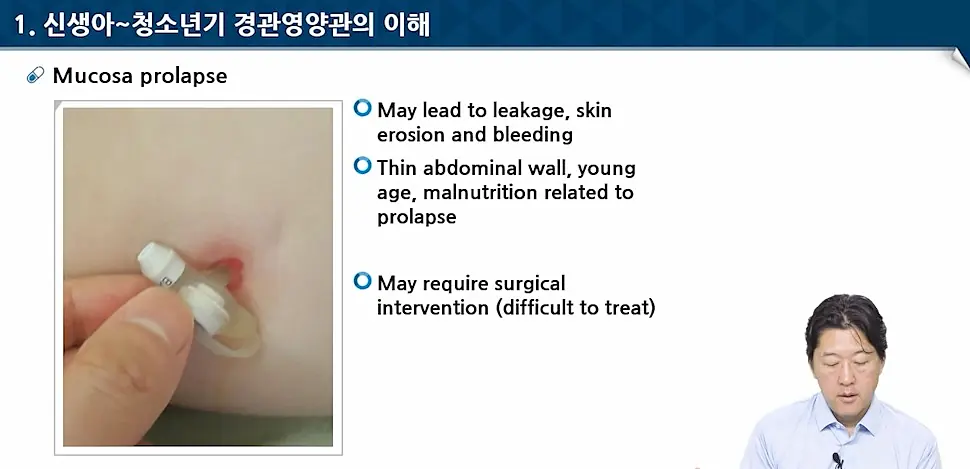 1. 신생아~청소년기 경관영양관의 이해
Mucosa prolapse
May lead to leakage, skin
erosion and bleeding
Thin abdominal wall, young
age, malnutrition related to
prolapse
May require surgical
intervention (difficult to treat)